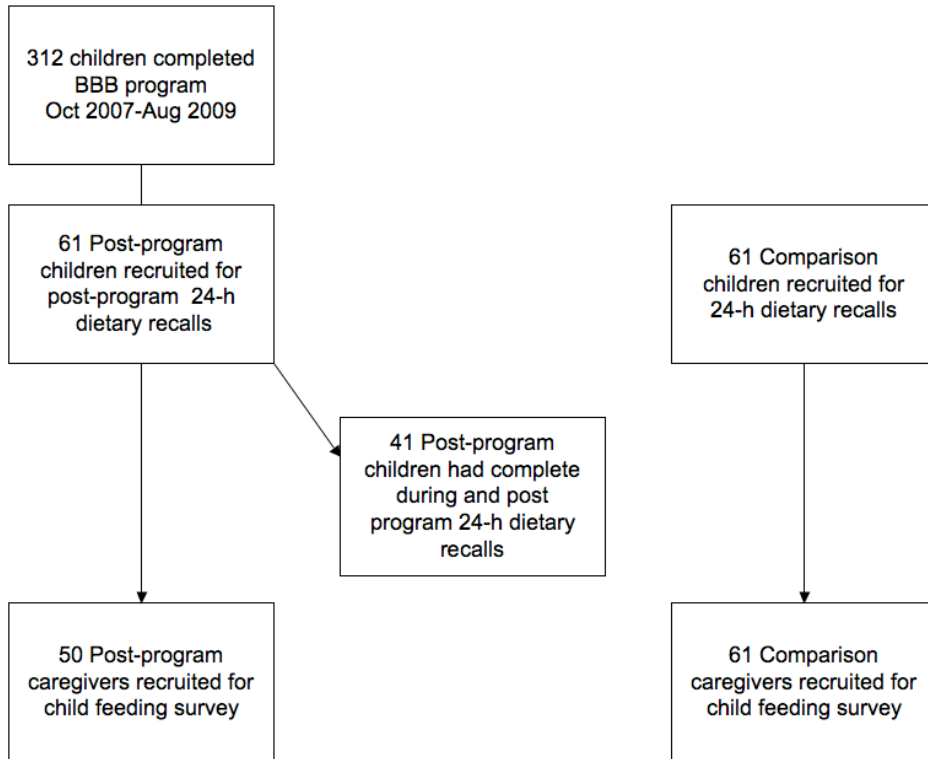 312 children completed
BBB program
Oct 2007-Aug 2009
61 Post-program
children recruited for
post-program 24-h
dietary recalls
61 Comparison
children recruited for
24-h dietary recalls
41 Post-program
children had complete
during and post
program 24-h dietary
recalls
50 Post-program
caregivers recruited for
child feeding survey
61 Comparison
caregivers recruited for
child feeding survey